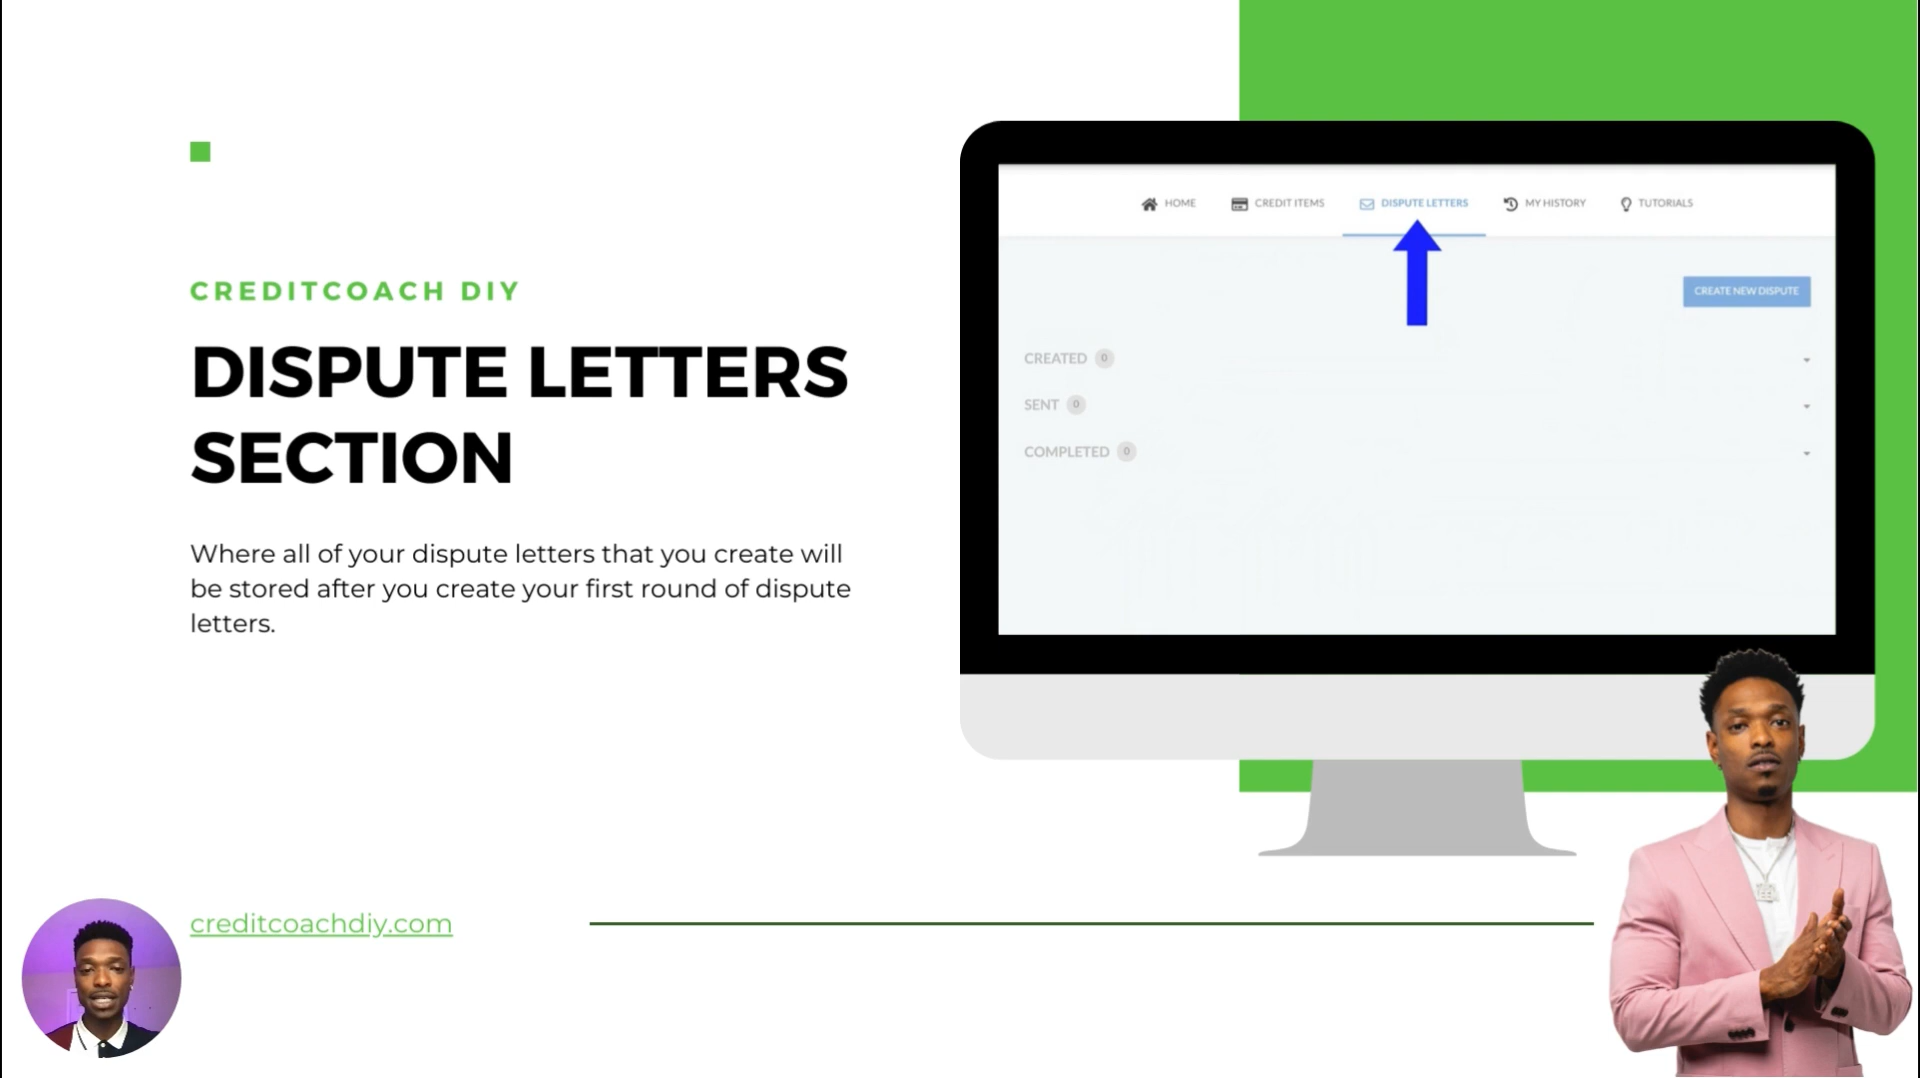 CREDITCOACH DIY
DISPUTE LETTERS
SECTION
Where all of your dispute letters that you create will
be stored after you create your first round of dispute
letters.
creditcoachdiy.com
HOME CREDIT ITEMS DISPUTE LETTERS MY HISTORY TUTORIALS
CREATE NEW DISPUTE
CREATED 0
SENT 0
COMPLETED 0